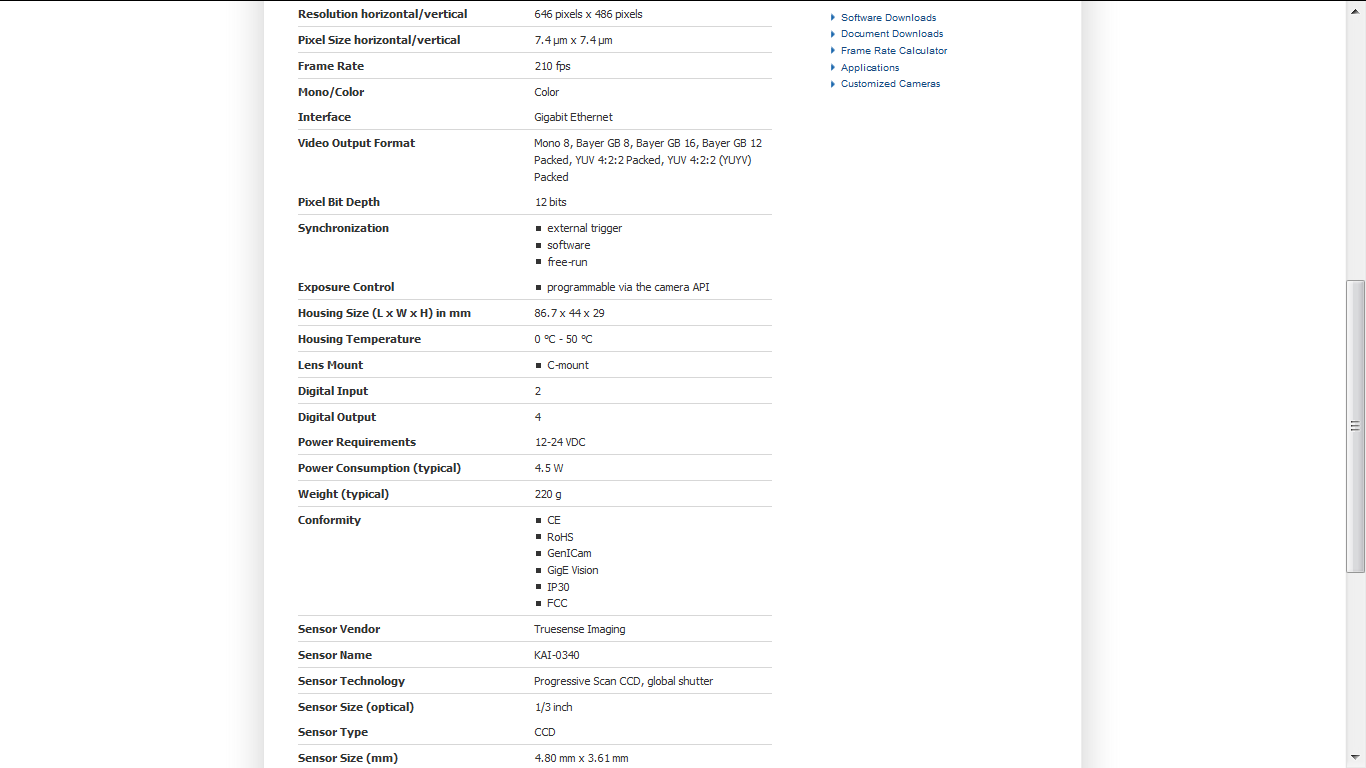 Resolution horizontal/vertical 646 pixels x 486 pixels
Pixel Size horizontal/vertical 7.4 µm x 7.4 µm
Frame Rate 210 fps
Mono/Color Color
Interface Gigabit Ethernet
Video Output Format Mono 8, Bayer GB 8, Bayer GB 16, Bayer GB 12
Packed, YUV 4:2:2 Packed, YUV 4:2:2 (YUYV)
Packed
Pixel Bit Depth 12 bits
Synchronization external trigger
software
free-run
Exposure Control programmable via the camera API
Housing Size (L x W x H) in mm 86.7 x 44 x 29
Housing Temperature 0 °C - 50 °C
Lens Mount C-mount
Digital Input 2
Digital Output 4
Power Requirements 12-24 VDC
Power Consumption (typical) 4.5 W
Weight (typical) 220 g
Conformity CE
RoHS
GenICam
GigE Vision
IP30
FCC
Sensor Vendor Truesense Imaging
Sensor Name KAI-0340
Sensor Technology Progressive Scan CCD, global shutter
Sensor Size (optical) 1/3 inch
Sensor Type CCD
Sensor Size (mm) 4.80 mm x 3.61 mm
Software Downloads
Document Downloads
Frame Rate Calculator
Applications
Customized Cameras